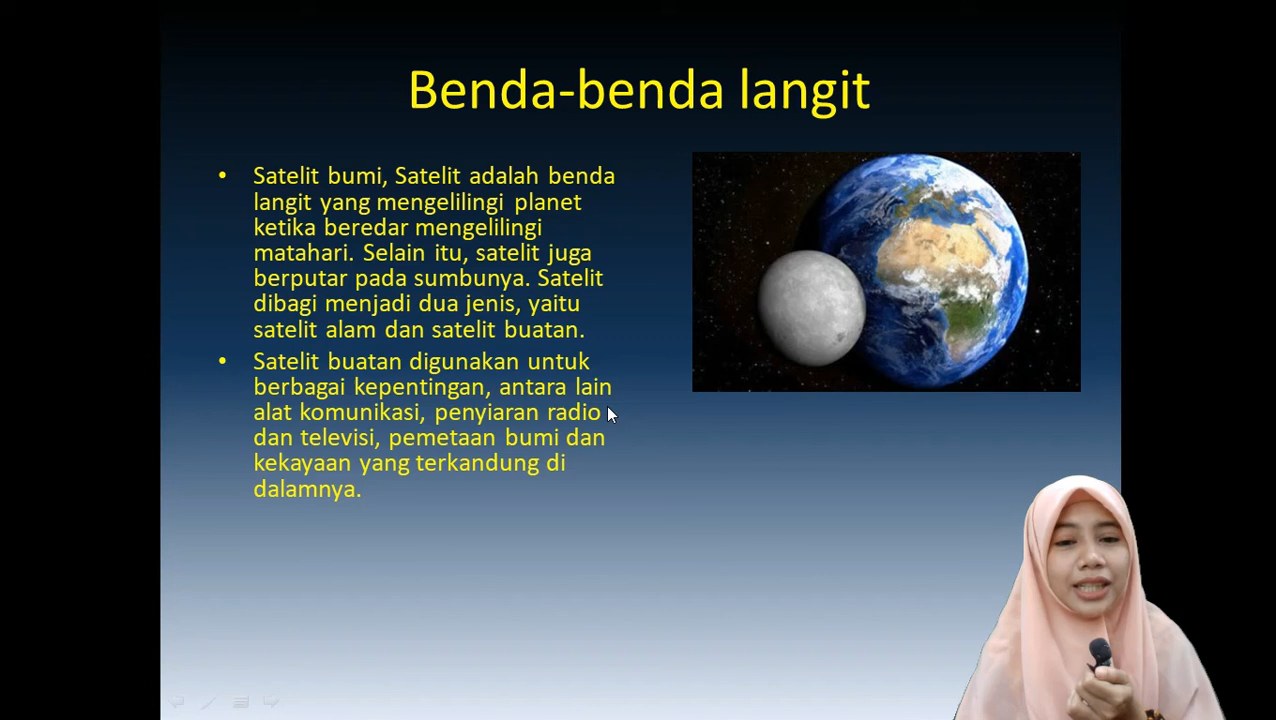 Benda-benda langit
• Satelit bumi, Satelit adalah benda
langit yang mengelilingi planet
ketika beredar mengelilingi
matahari. Selain itu, satelit juga
berputar pada sumbunya. Satelit
dibagi menjadi dua jenis, yaitu
satelit alam dan satelit buatan.
• Satelit buatan digunakan untuk
berbagai kepentingan, antara lain
alat komunikasi, penyiaran radio
dan televisi, pemetaan bumi dan
kekayaan yang terkandung di
dalamnya.